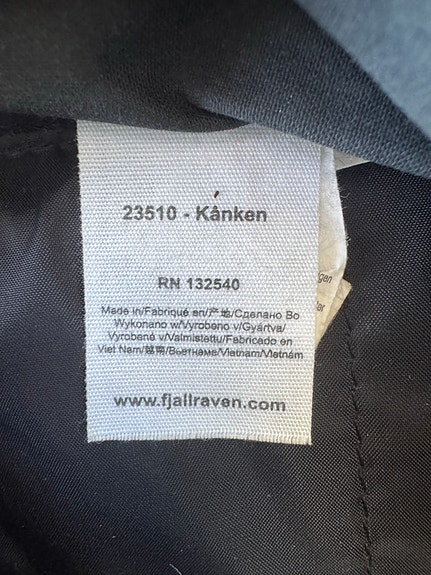 23510 - Kånken
RN 132540
Made in/Fabriqué en/产地/Сделано Во
Wykonano w/Vyrobeno v/Gyártva/
Vyrobené v/Valmistettu/Fabricado en
Viet Nam/越南/Вьетнаме/Vietnam/Vietnám
www.fjallraven.com